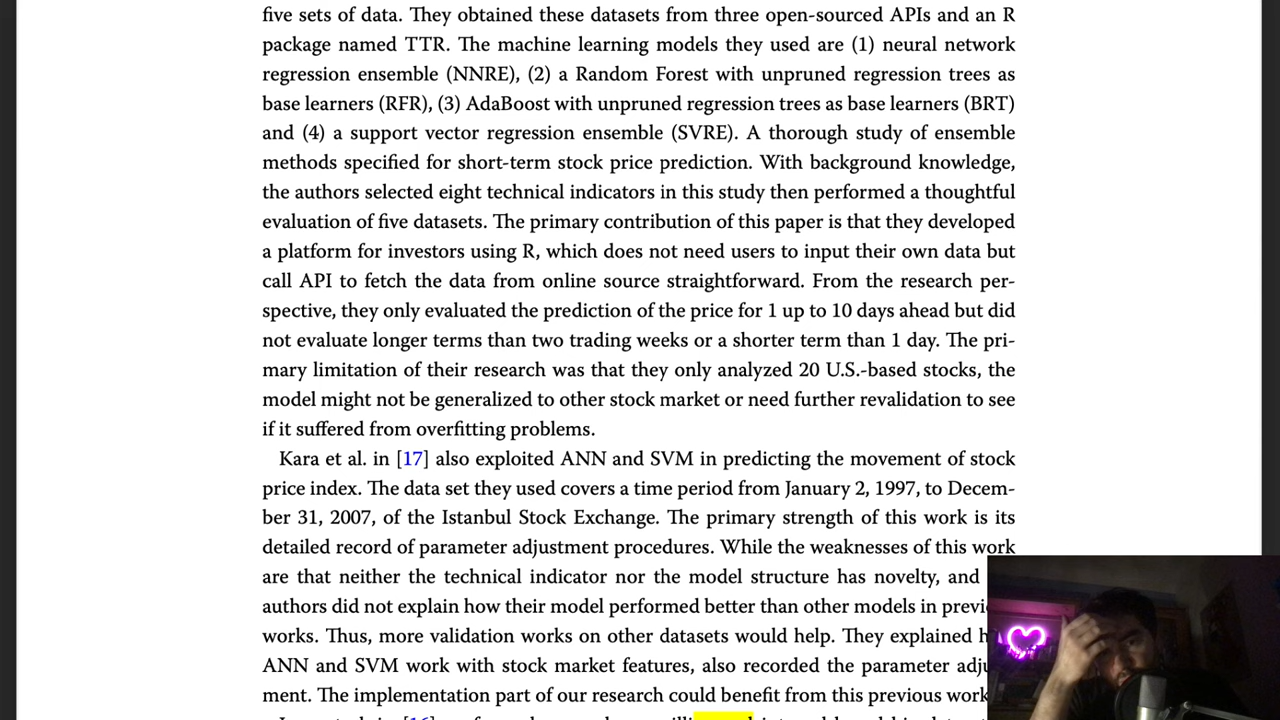 five sets of data. They obtained these datasets from three open-sourced APIs and an R
package named TTR. The machine learning models they used are (1) neural network
regression ensemble (NNRE), (2) a Random Forest with unpruned regression trees as
base learners (RFR), (3) AdaBoost with unpruned regression trees as base learners (BRT)
and (4) a support vector regression ensemble (SVRE). A thorough study of ensemble
methods specified for short-term stock price prediction. With background knowledge,
the authors selected eight technical indicators in this study then performed a thoughtful
evaluation of five datasets. The primary contribution of this paper is that they developed
a platform for investors using R, which does not need users to input their own data but
call API to fetch the data from online source straightforward. From the research per-
spective, they only evaluated the prediction of the price for 1 up to 10 days ahead but did
not evaluate longer terms than two trading weeks or a shorter term than 1 day. The pri-
mary limitation of their research was that they only analyzed 20 U.S.-based stocks, the
model might not be generalized to other stock market or need further revalidation to see
if it suffered from overfitting problems.
Kara et al. in [17] also exploited ANN and SVM in predicting the movement of stock
price index. The data set they used covers a time period from January 2, 1997, to Decem-
ber 31, 2007, of the Istanbul Stock Exchange. The primary strength of this work is its
detailed record of parameter adjustment procedures. While the weaknesses of this work
are that neither the technical indicator nor the model structure has novelty, and
authors did not explain how their model performed better than other models in previ
works. Thus, more validation works on other datasets would help. They explained h
ANN and SVM work with stock market features, also recorded the parameter adju
ment. The implementation part of our research could benefit from this previous work